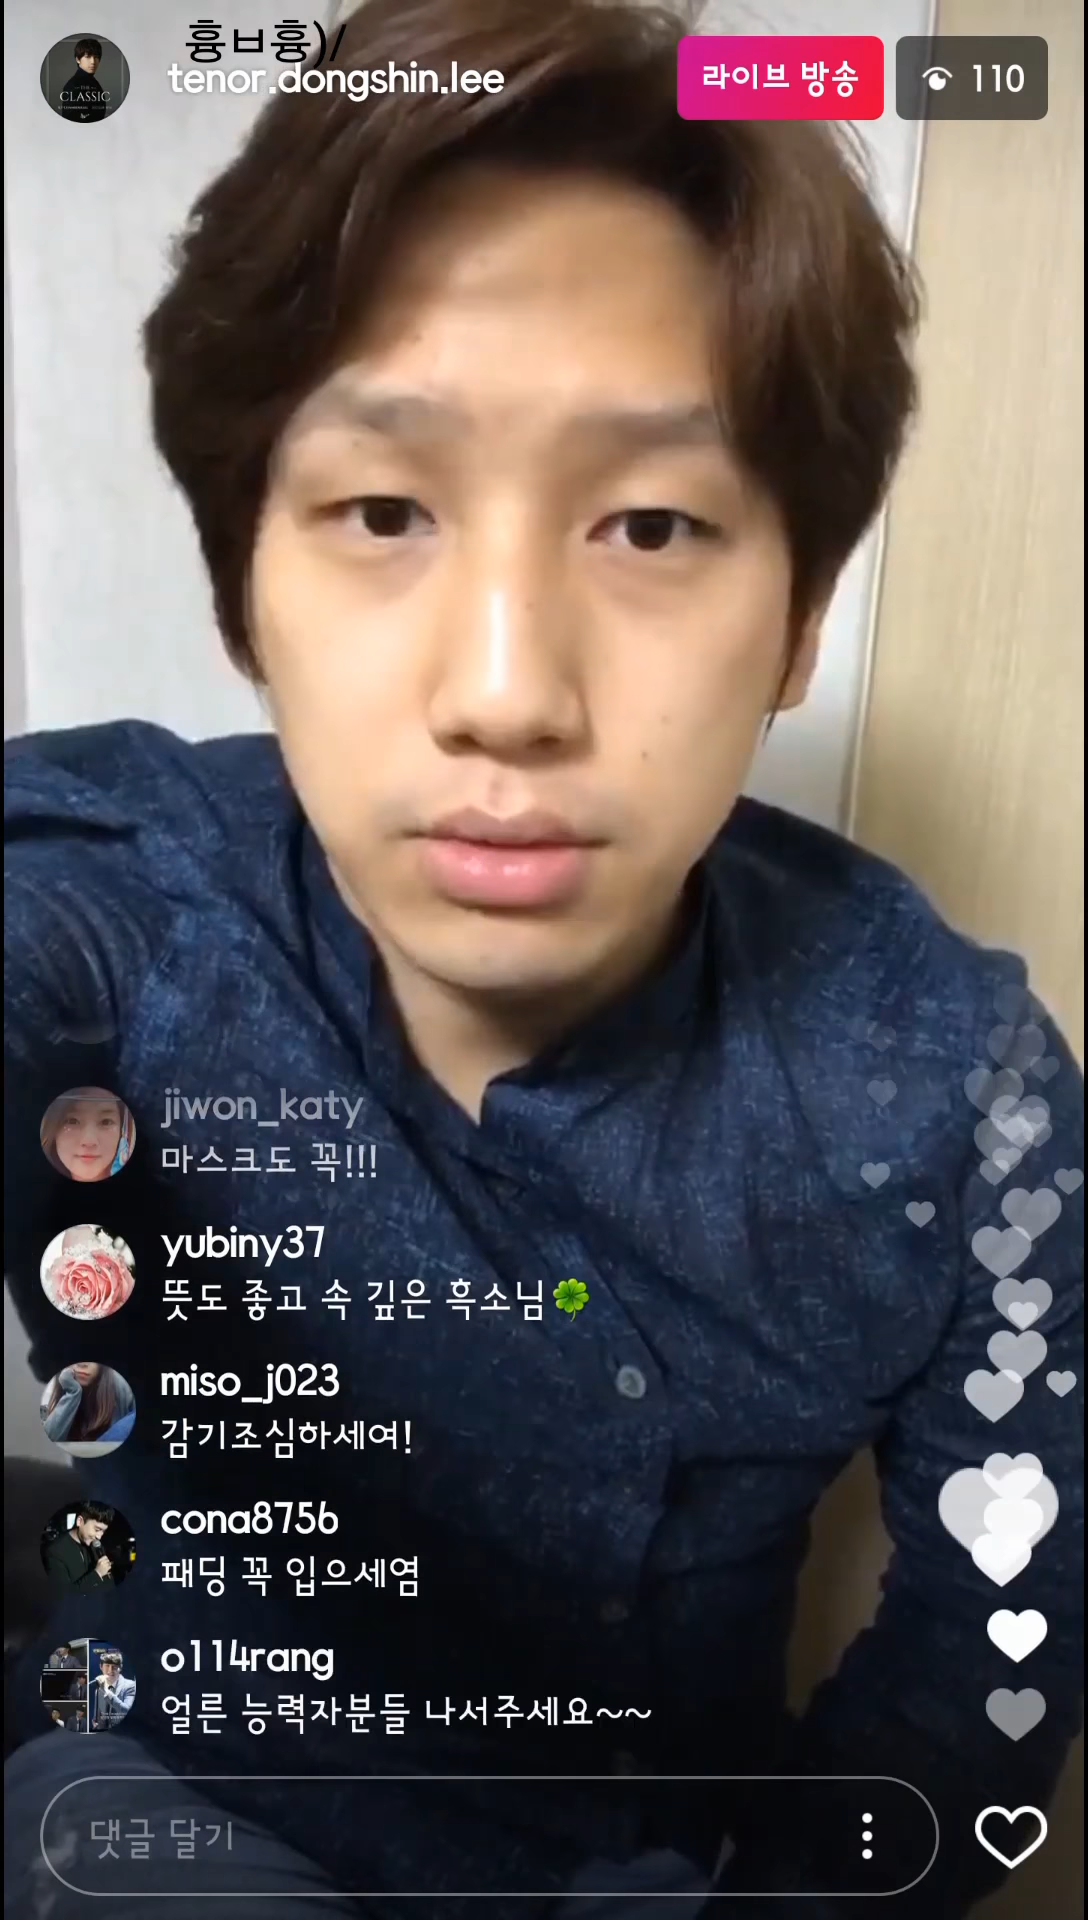 흉ㅂ흉)/
tenor.dongshin.lee
라이브 방송
110
CLASSIC
jiwon_katy
마스크도 꼭!!!
yubiny37
뜻도 좋고 속 깊은 흑소님🍀
miso_j023
감기조심하세여!
cona8756
패딩 꼭 입으세염
o114rang
얼른 능력자분들 나서주세요~~
댓글 달기